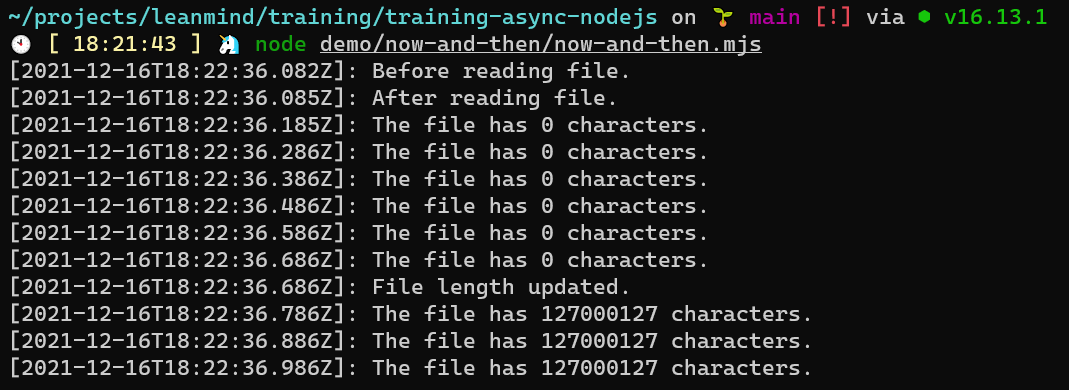 ~/projects/leanmind/training/training-async-nodejs on 🌱 main [!] via ⬢ v16.13.1
🕙 [ 18:21:43 ] 🦄 node demo/now-and-then/now-and-then.mjs
[2021-12-16T18:22:36.082Z]: Before reading file.
[2021-12-16T18:22:36.085Z]: After reading file.
[2021-12-16T18:22:36.185Z]: The file has 0 characters.
[2021-12-16T18:22:36.286Z]: The file has 0 characters.
[2021-12-16T18:22:36.386Z]: The file has 0 characters.
[2021-12-16T18:22:36.486Z]: The file has 0 characters.
[2021-12-16T18:22:36.586Z]: The file has 0 characters.
[2021-12-16T18:22:36.686Z]: The file has 0 characters.
[2021-12-16T18:22:36.686Z]: File length updated.
[2021-12-16T18:22:36.786Z]: The file has 127000127 characters.
[2021-12-16T18:22:36.886Z]: The file has 127000127 characters.
[2021-12-16T18:22:36.986Z]: The file has 127000127 characters.